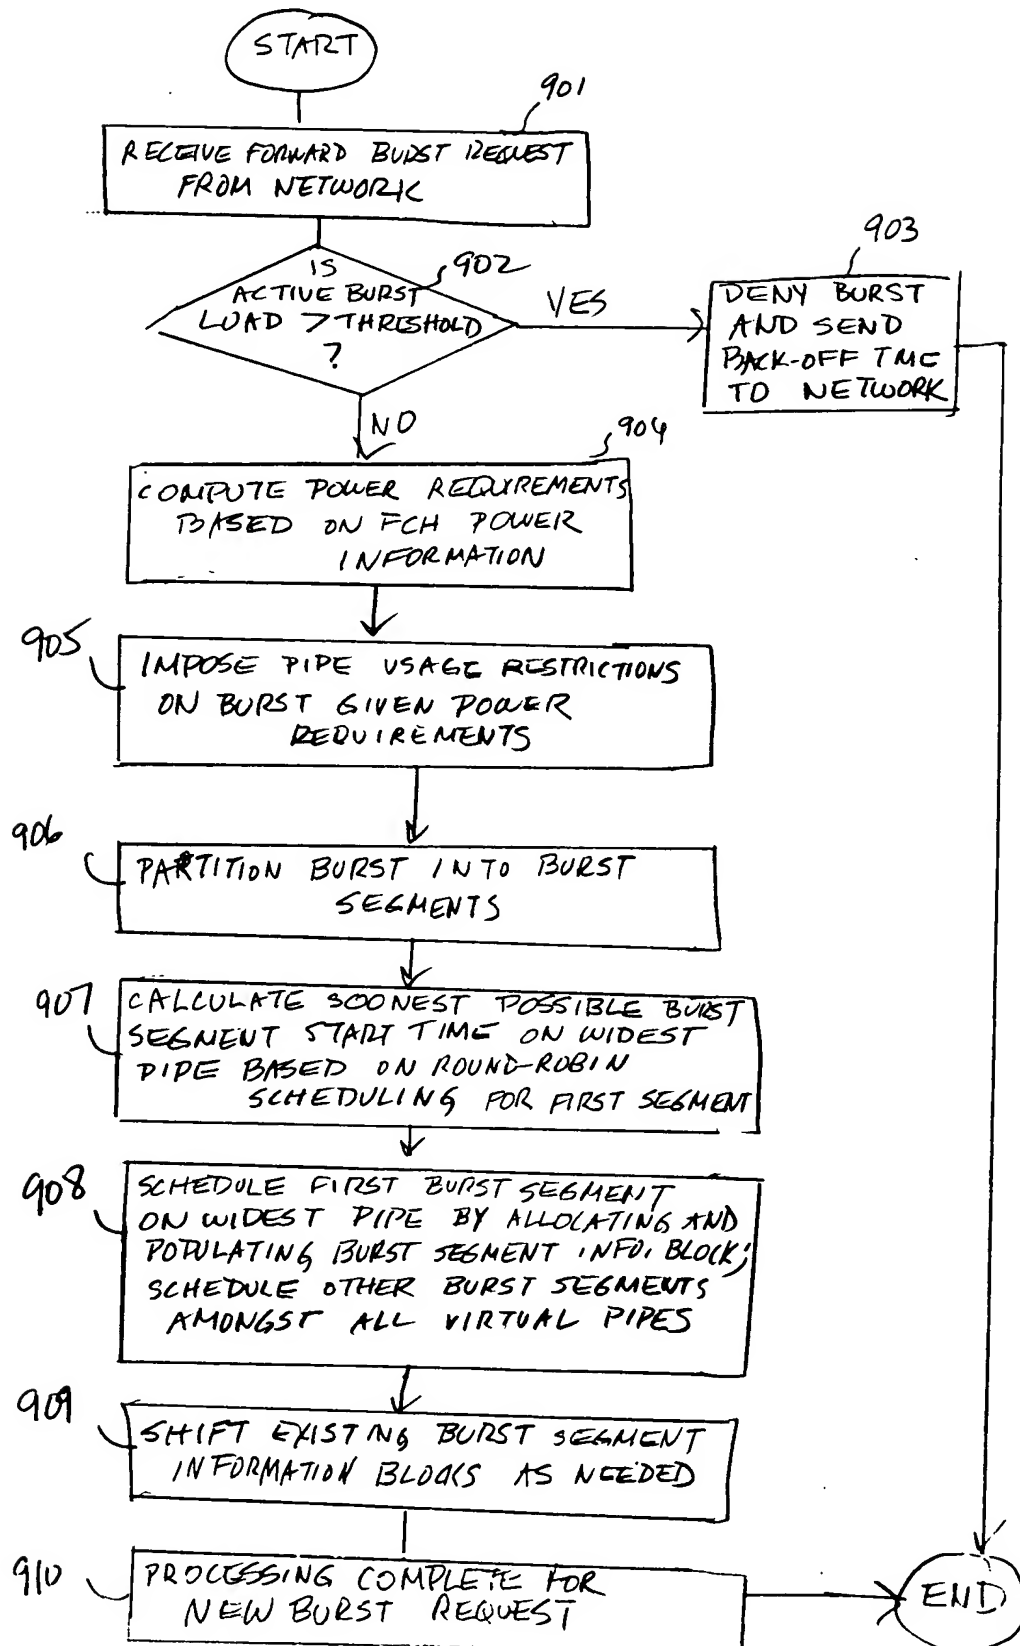 START
901
RECEIVE FORWARD BURST REQUEST
FROM NETWORK
902
IS
ACTIVE BURST
LOAD > THRESHOLD
?
YES
903
DENY BURST
AND SEND
BACK-OFF TME
TO NETWORK
NO
904
COMPUTE POWER REQUIREMENTS
BASED ON FCH POWER
INFORMATION
905
IMPOSE PIPE USAGE RESTRICTIONS
ON BURST GIVEN POWER
REQUIREMENTS
906
PARTITION BURST INTO BURST
SEGMENTS
907
CALCULATE SOONEST POSSIBLE BURST
SEGMENT START TIME ON WIDEST
PIPE BASED ON ROUND-ROBIN
SCHEDULING FOR FIRST SEGMENT
908
SCHEDULE FIRST BURST SEGMENT
ON WIDEST PIPE BY ALLOCATING AND
POPULATING BURST SEGMENT INFO. BLOCK;
SCHEDULE OTHER BURST SEGMENTS
AMONGST ALL VIRTUAL PIPES
909
SHIFT EXISTING BURST SEGMENT
INFORMATION BLOCKS AS NEEDED
910
PROCESSING COMPLETE FOR
NEW BURST REQUEST
END